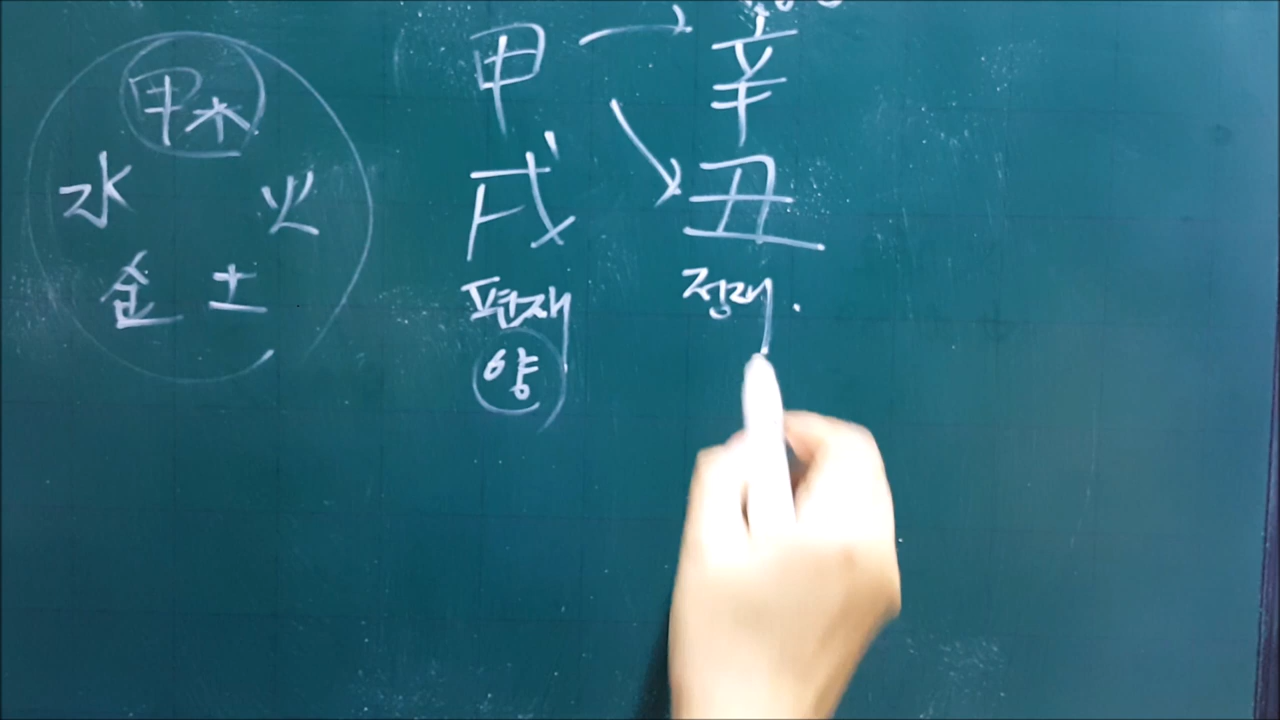 甲木
水 火
金 土
甲 → 辛
戌 丑
편재 정재.
양